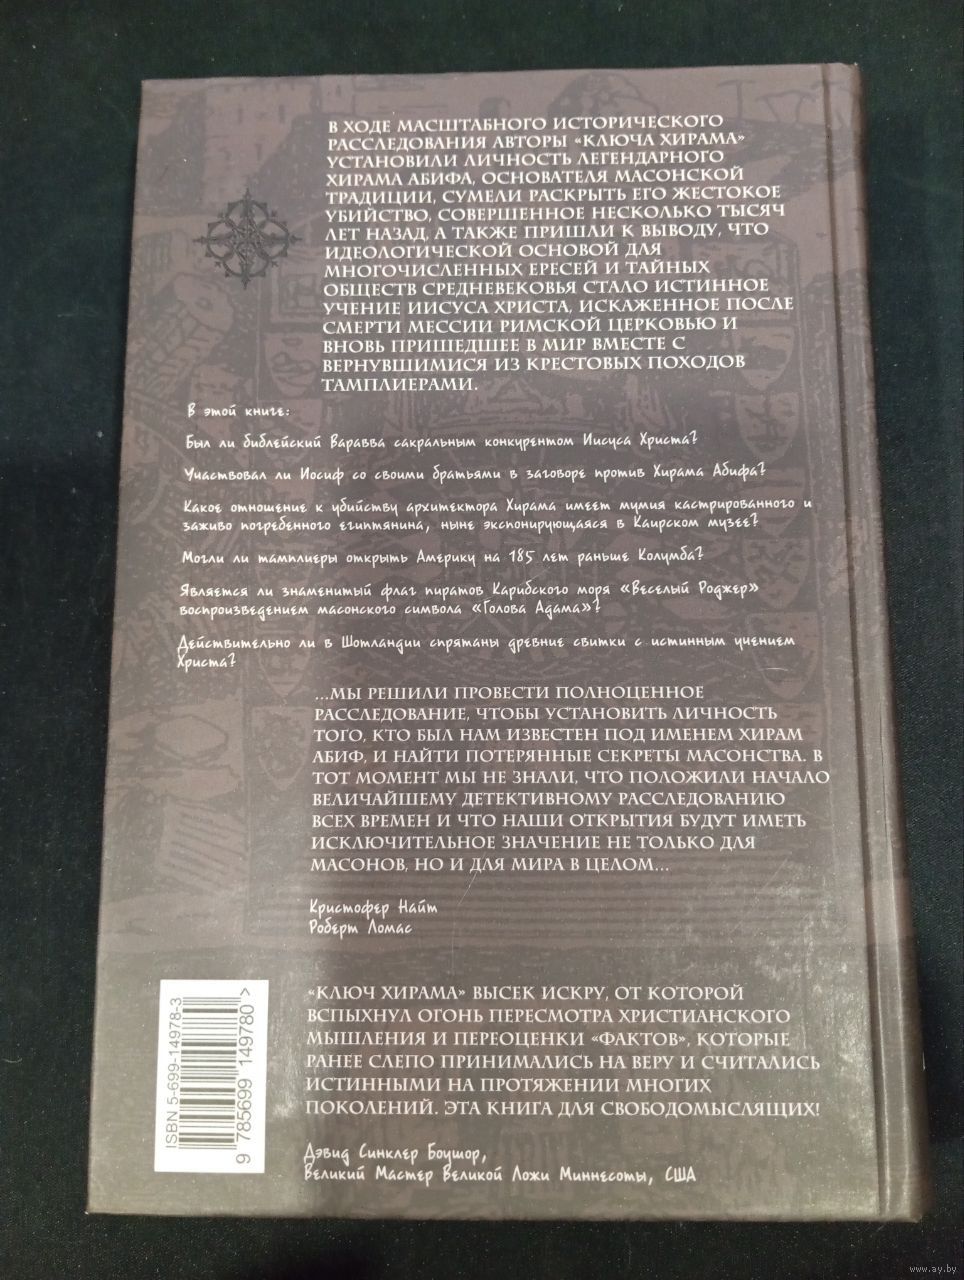 В ХОДЕ МАСШТАБНОГО ИСТОРИЧЕСКОГО
РАССЛЕДОВАНИЯ АВТОРЫ «КЛЮЧА ХИРАМА»
УСТАНОВИЛИ ЛИЧНОСТЬ ЛЕГЕНДАРНОГО
ХИРАМА АБИФА, ОСНОВАТЕЛЯ МАСОНСКОЙ
ТРАДИЦИИ, СУМЕЛИ РАСКРЫТЬ ЕГО ЖЕСТОКОЕ
УБИЙСТВО, СОВЕРШЕННОЕ НЕСКОЛЬКО ТЫСЯЧ
ЛЕТ НАЗАД, А ТАКЖЕ ПРИШЛИ К ВЫВОДУ, ЧТО
ИДЕОЛОГИЧЕСКОЙ ОСНОВОЙ ДЛЯ
МНОГОЧИСЛЕННЫХ ЕРЕСЕЙ И ТАЙНЫХ
ОБЩЕСТВ СРЕДНЕВЕКОВЬЯ СТАЛО ИСТИННОЕ
УЧЕНИЕ ИИСУСА ХРИСТА, ИСКАЖЕННОЕ ПОСЛЕ
СМЕРТИ МЕССИИ РИМСКОЙ ЦЕРКОВЬЮ И
ВНОВЬ ПРИШЕДШЕЕ В МИР ВМЕСТЕ С
ВЕРНУВШИМИСЯ ИЗ КРЕСТОВЫХ ПОХОДОВ
ТАМПЛИЕРАМИ.
В этой книге:
Был ли библейский Варавва сакральным конкурентом Иисуса Христа?
Участвовал ли Иосиф со своими братьями в заговоре против Хирама Абифа?
Какое отношение к убийству архитектора Хирама имеет мумия кастрированного и
заживо погребенного египтянина, ныне экспонирующаяся в Каирском музее?
Могли ли тамплиеры открыть Америку на 185 лет раньше Колумба?
Является ли знаменитый флаг пиратов Карибского моря «Веселый Роджер»
воспроизведением масонского символа «Голова Адама»?
Действительно ли в Шотландии спрятаны древние свитки с истинным учением
Христа?
...МЫ РЕШИЛИ ПРОВЕСТИ ПОЛНОЦЕННОЕ
РАССЛЕДОВАНИЕ, ЧТОБЫ УСТАНОВИТЬ ЛИЧНОСТЬ
ТОГО, КТО БЫЛ НАМ ИЗВЕСТЕН ПОД ИМЕНЕМ ХИРАМ
АБИФ, И НАЙТИ ПОТЕРЯННЫЕ СЕКРЕТЫ МАСОНСТВА. В
ТОТ МОМЕНТ МЫ НЕ ЗНАЛИ, ЧТО ПОЛОЖИЛИ НАЧАЛО
ВЕЛИЧАЙШЕМУ ДЕТЕКТИВНОМУ РАССЛЕДОВАНИЮ
ВСЕХ ВРЕМЕН И ЧТО НАШИ ОТКРЫТИЯ БУДУТ ИМЕТЬ
ИСКЛЮЧИТЕЛЬНОЕ ЗНАЧЕНИЕ НЕ ТОЛЬКО ДЛЯ
МАСОНОВ, НО И ДЛЯ МИРА В ЦЕЛОМ...
Кристофер Найт
Роберт Ломас
«КЛЮЧ ХИРАМА» ВЫСЕК ИСКРУ, ОТ КОТОРОЙ
ВСПЫХНУЛ ОГОНЬ ПЕРЕСМОТРА ХРИСТИАНСКОГО
МЫШЛЕНИЯ И ПЕРЕОЦЕНКИ «ФАКТОВ», КОТОРЫЕ
РАНЕЕ СЛЕПО ПРИНИМАЛИСЬ НА ВЕРУ И СЧИТАЛИСЬ
ИСТИННЫМИ НА ПРОТЯЖЕНИИ МНОГИХ
ПОКОЛЕНИЙ. ЭТА КНИГА ДЛЯ СВОБОДОМЫСЛЯЩИХ!
Дэвид Синклер Боушор,
Великий Мастер Великой Ложи Миннесоты, США
ISBN 5-699-14978-3
9 785699 149780 >
www.ay.by